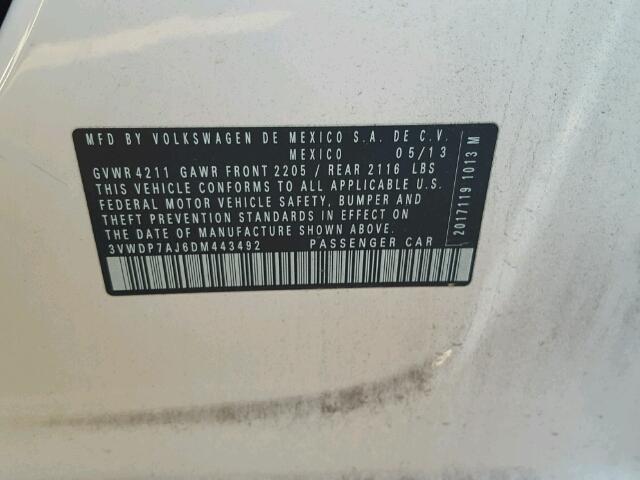 MFD BY VOLKSWAGEN DE MEXICO S.A. DE C.V.
MEXICO 05/13
GVWR 4211 GAWR FRONT 2205 / REAR 2116 LBS
THIS VEHICLE CONFORMS TO ALL APPLICABLE U.S.
FEDERAL MOTOR VEHICLE SAFETY, BUMPER AND
THEFT PREVENTION STANDARDS IN EFFECT ON
THE DATE OF MANUFACTURE SHOWN ABOVE.
3VWDP7AJ6DM443492 PASSENGER CAR
2017119 1013 M